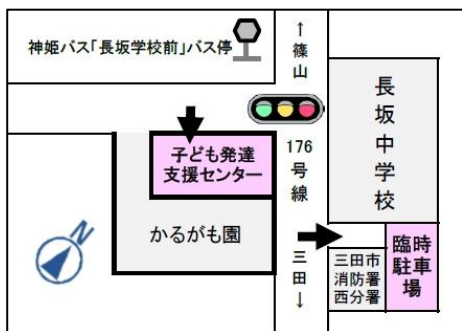 神姫バス「長坂学校前」バス停
↑
篠
山
176
号
線
三
田
↓
長
坂
中
学
校
子ども発達
支援センター
かるがも園
N
三田市
消防署
西分署
臨時
駐車
場